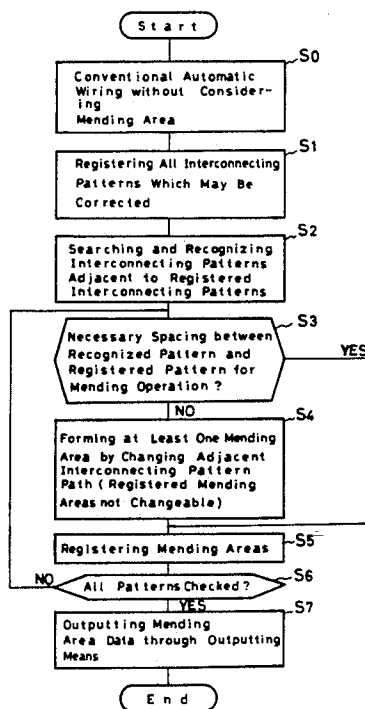 Start
S0
Conventional Automatic
Wiring without Consider-
ing
Mending Area
S1
Registering All Interconnecting
Patterns Which May Be
Corrected
S2
Searching and Recognizing
Interconnecting Patterns
Adjacent to Registered
Interconnecting Patterns
S3
Necessary Spacing between
Recognized Pattern and
Registered Pattern for
Mending Operation?
YES
NO
S4
Forming at Least One Mending
Area by Changing Adjacent
Interconnecting Pattern
Path (Registered Mending
Areas not Changeable)
S5
Registering Mending Areas
NO
S6
All Patterns Checked?
YES
S7
Outputting Mending
Area Data through Outputting
Means
End